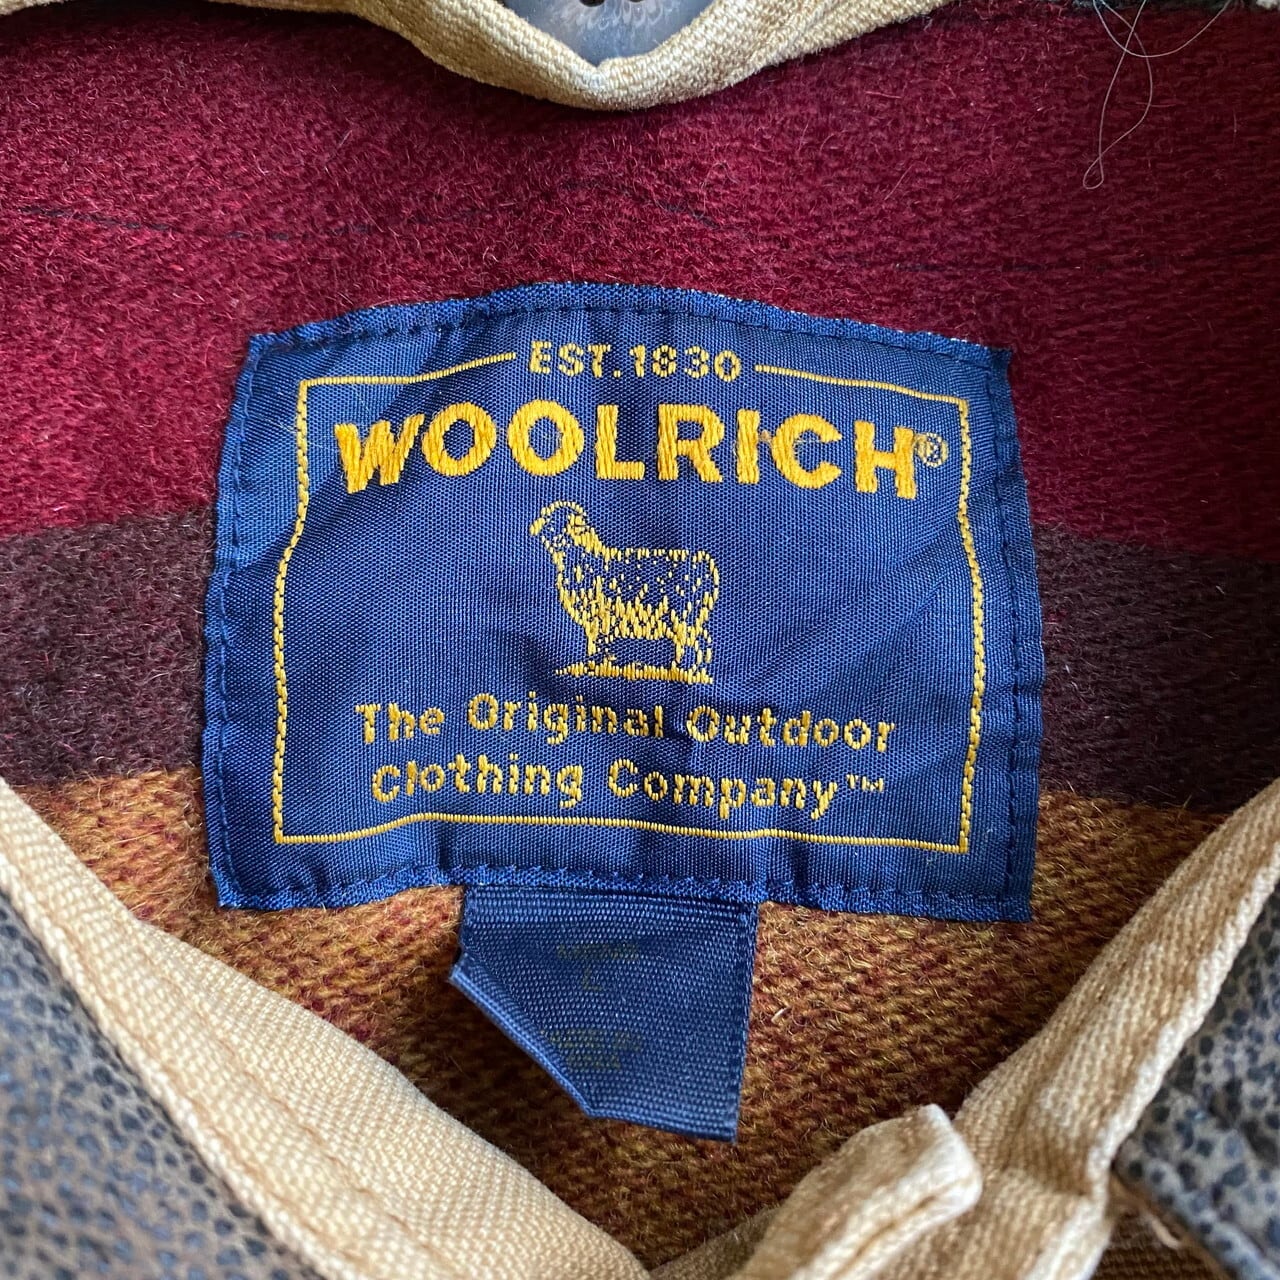 EST.1830
WOOLRICH®
The Original Outdoor
Clothing Company™